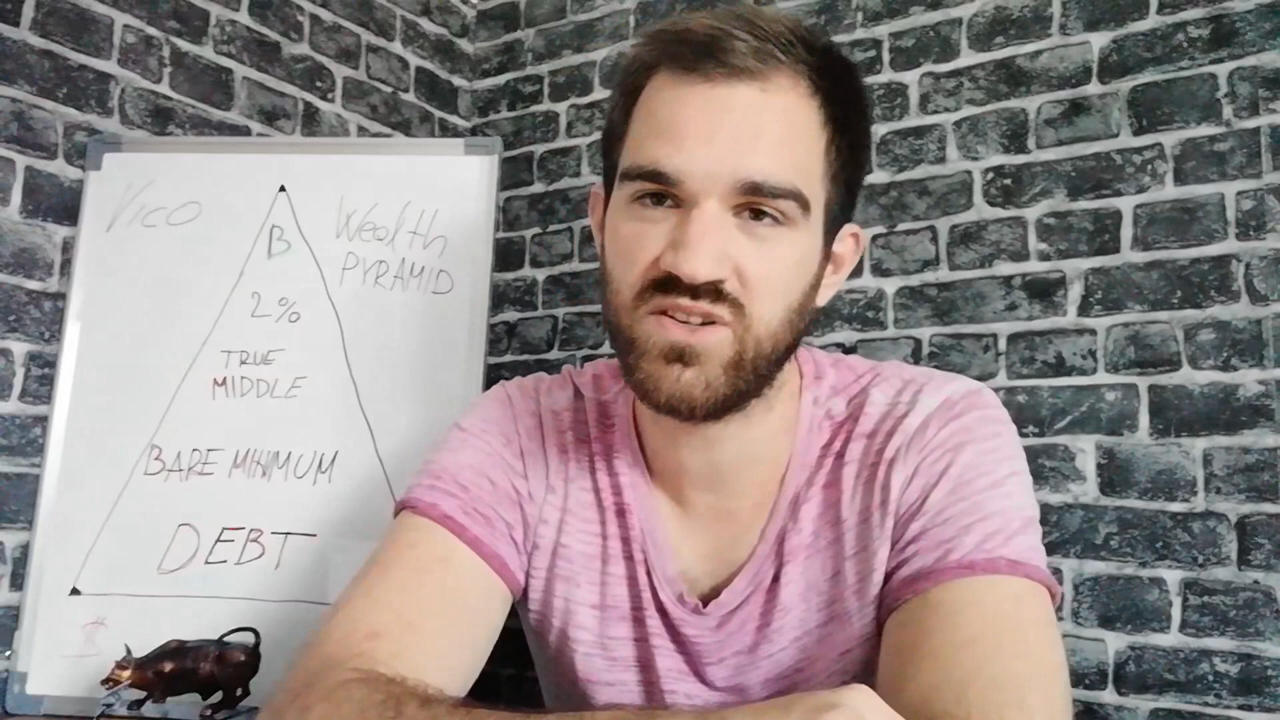 Vico
Wealth
PYRAMID
B
2%
TRUE
MIDDLE
BARE MINIMUM
DEBT
$